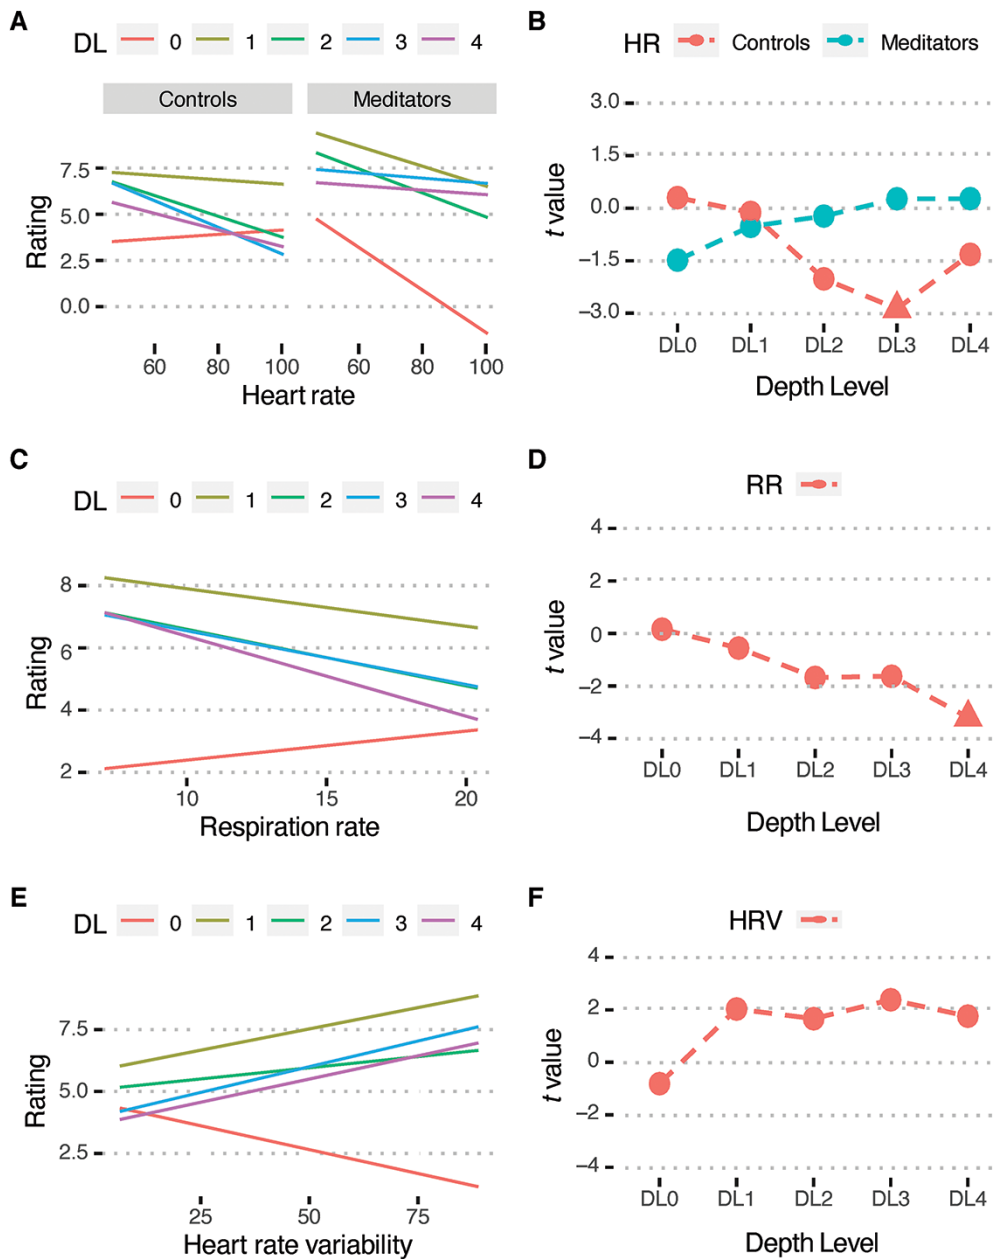 A
DL 0 1 2 3 4
Controls Meditators
Rating
7.5
5.0
2.5
0.0
60 80 100 60 80 100
Heart rate
B
HR Controls Meditators
t value
3.0
1.5
0.0
−1.5
−3.0
DL0 DL1 DL2 DL3 DL4
Depth Level
C
DL 0 1 2 3 4
Rating
8
6
4
2
10 15 20
Respiration rate
D
RR
t value
4
2
0
−2
−4
DL0 DL1 DL2 DL3 DL4
Depth Level
E
DL 0 1 2 3 4
Rating
7.5
5.0
2.5
25 50 75
Heart rate variability
F
HRV
t value
4
2
0
−2
−4
DL0 DL1 DL2 DL3 DL4
Depth Level